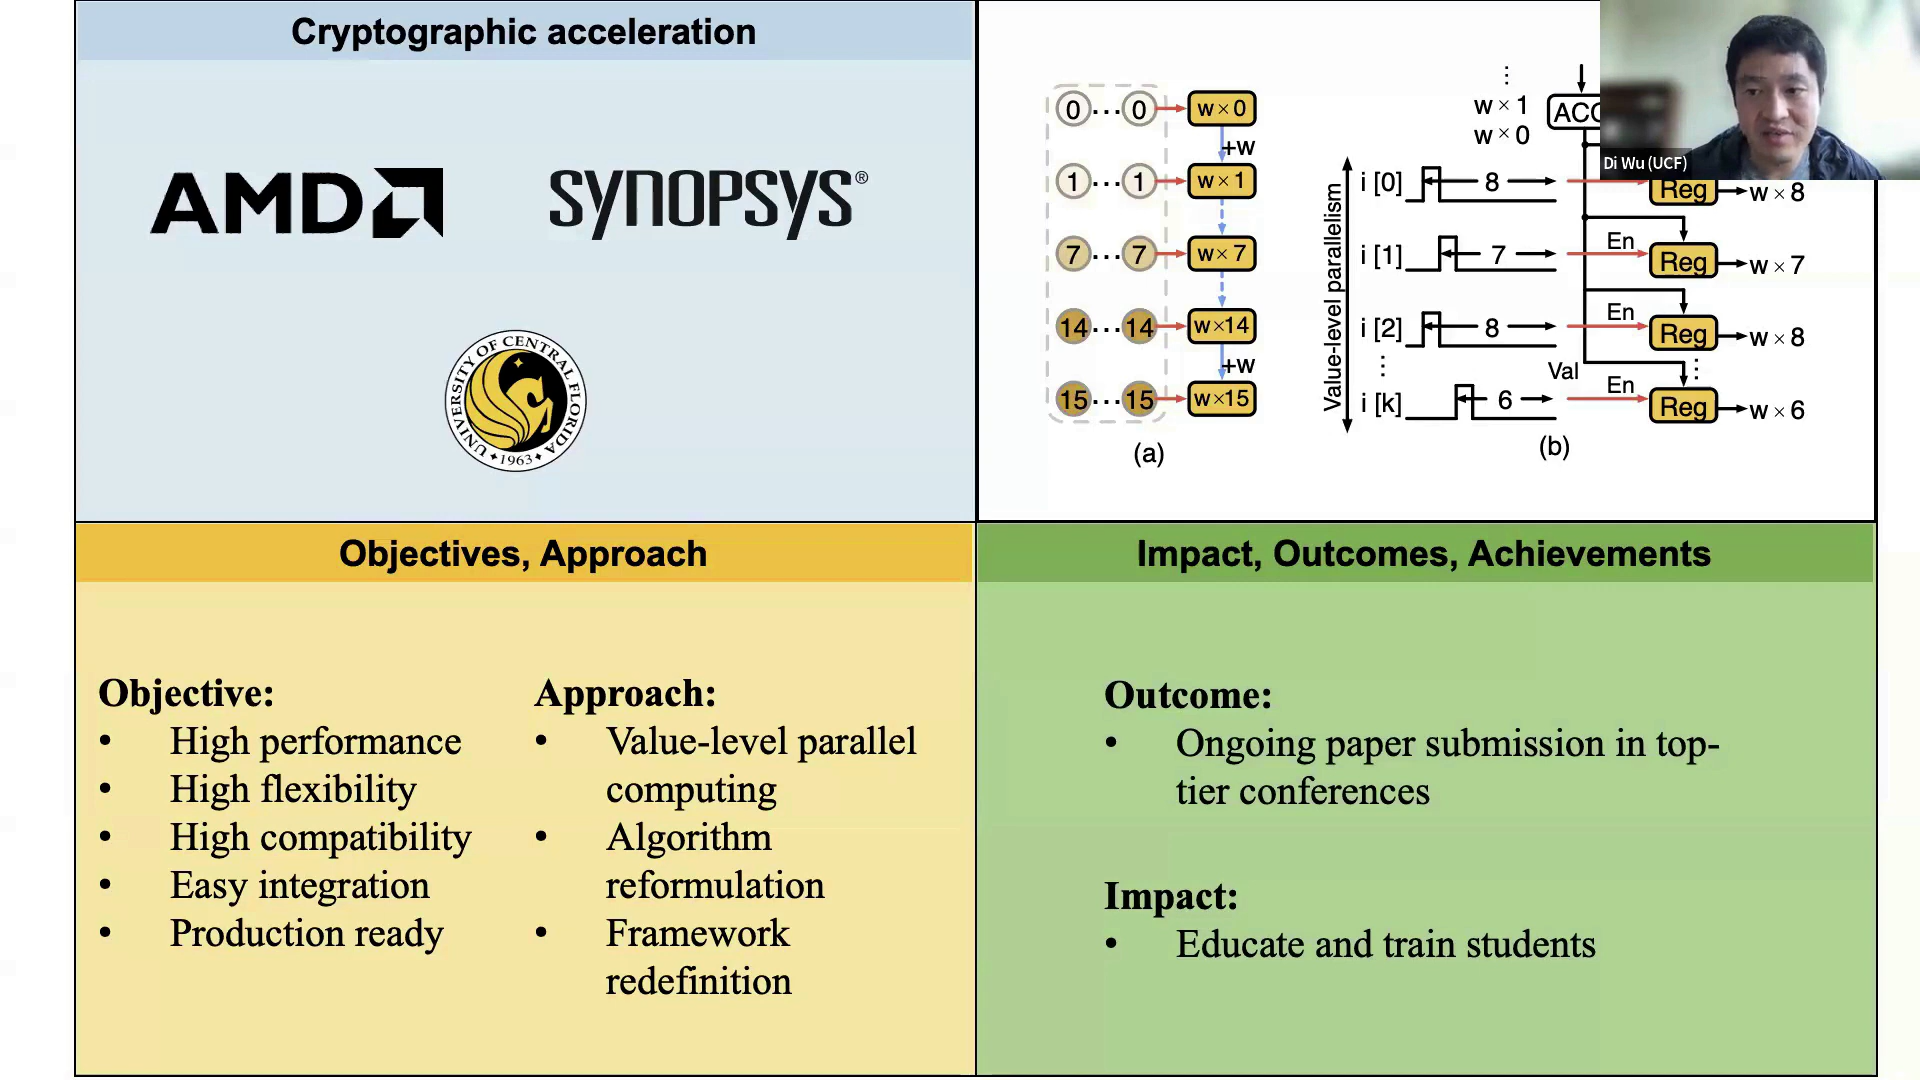 Cryptographic acceleration
AMD
SYNOPSYS®
UNIVERSITY OF CENTRAL FLORIDA
1963
0...0
w×0
+w
1...1
w×1
7...7
w×7
14...14
w×14
+w
15...15
w×15
(a)
⋮
w×1
w×0
Value-level parallelism
i [0]
8
Reg
w×8
i [1]
7
En
Reg
w×7
i [2]
8
En
Reg
w×8
⋮
Val
⋮
i [k]
6
En
Reg
w×6
(b)
Di Wu (UCF)
Objectives, Approach
Objective:
• High performance
• High flexibility
• High compatibility
• Easy integration
• Production ready
Approach:
• Value-level parallel
computing
• Algorithm
reformulation
• Framework
redefinition
Impact, Outcomes, Achievements
Outcome:
• Ongoing paper submission in top-
tier conferences
Impact:
• Educate and train students